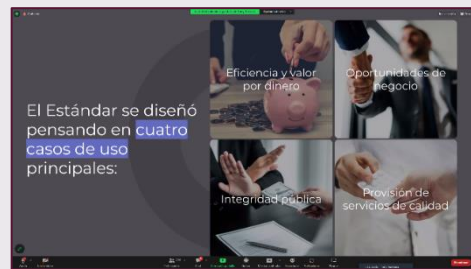 El Estándar se diseñó
pensando en cuatro
casos de uso
principales:
Eficiencia y valor
por dinero
Oportunidades de
negocio
Integridad pública
Provisión de
servicios de calidad